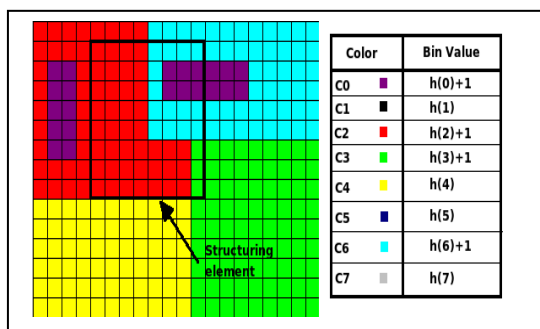 Color Bin Value
C0 h(0)+1
C1 h(1)
C2 h(2)+1
C3 h(3)+1
C4 h(4)
C5 h(5)
C6 h(6)+1
C7 h(7)
Structuring
element